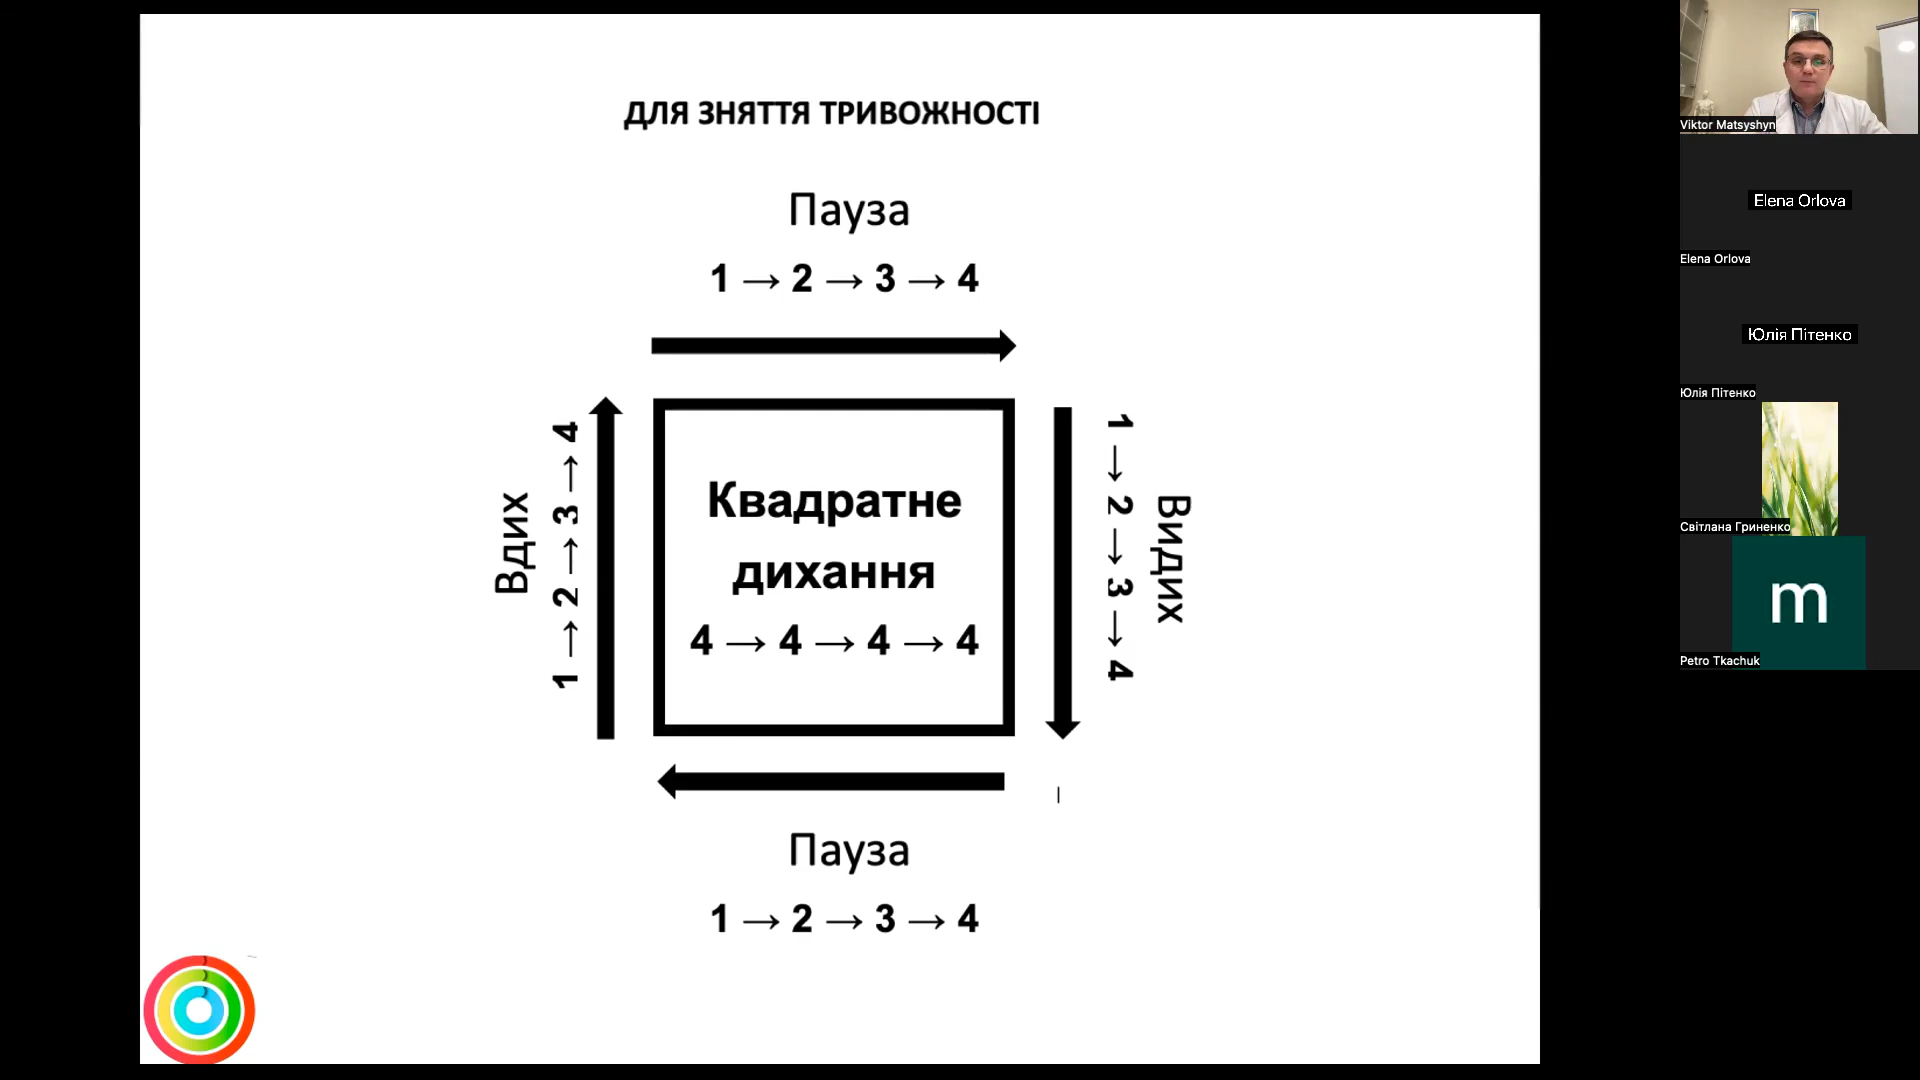 ДЛЯ ЗНЯТТЯ ТРИВОЖНОСТІ
Пауза
1 → 2 → 3 → 4
Вдих
1 → 2 → 3 → 4
Квадратне
дихання
4 → 4 → 4 → 4
1 → 2 → 3 → 4
Видих
Пауза
1 → 2 → 3 → 4
Viktor Matsyshyn
Elena Orlova
Elena Orlova
Юлія Пітенко
Юлія Пітенко
Світлана Гриненко
m
Petro Tkachuk